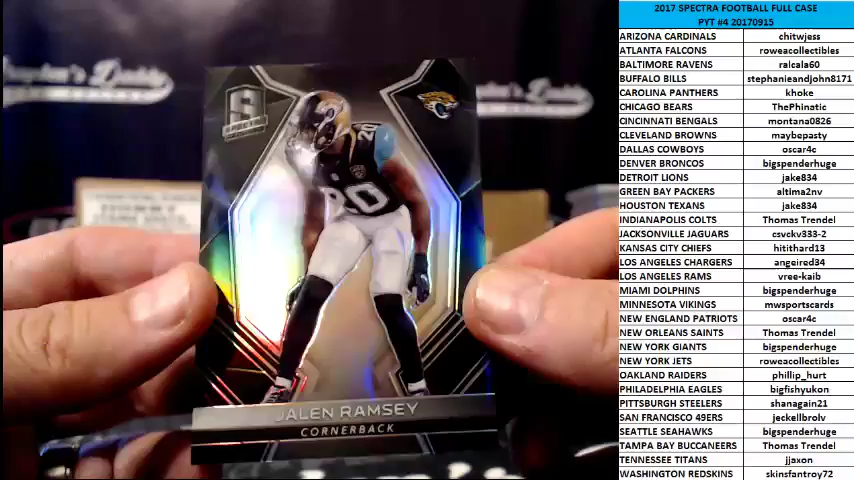 2017 SPECTRA FOOTBALL FULL CASE
PYT #4 20170915
ARIZONA CARDINALS chitwjess
ATLANTA FALCONS roweacollectibles
BALTIMORE RAVENS ralcala60
BUFFALO BILLS stephanieandjohn8171
CAROLINA PANTHERS khoke
CHICAGO BEARS ThePhinatic
CINCINNATI BENGALS montana0826
CLEVELAND BROWNS maybepasty
DALLAS COWBOYS oscar4c
DENVER BRONCOS bigspenderhuge
DETROIT LIONS jake834
GREEN BAY PACKERS altima2nv
HOUSTON TEXANS jake834
INDIANAPOLIS COLTS Thomas Trendel
JACKSONVILLE JAGUARS csvckv333-2
KANSAS CITY CHIEFS hitithard13
LOS ANGELES CHARGERS angeired34
LOS ANGELES RAMS vree-kaib
MIAMI DOLPHINS bigspenderhuge
MINNESOTA VIKINGS mwsportscards
NEW ENGLAND PATRIOTS oscar4c
NEW ORLEANS SAINTS Thomas Trendel
NEW YORK GIANTS bigspenderhuge
NEW YORK JETS roweacollectibles
OAKLAND RAIDERS phillip_hurt
PHILADELPHIA EAGLES bigfishyukon
PITTSBURGH STEELERS shanagain21
SAN FRANCISCO 49ERS jeckellbrolv
SEATTLE SEAHAWKS bigspenderhuge
TAMPA BAY BUCCANEERS Thomas Trendel
TENNESSEE TITANS jjaxon
WASHINGTON REDSKINS skinsfantroy72
S
SPECTRA
20
20
JALEN RAMSEY
CORNERBACK